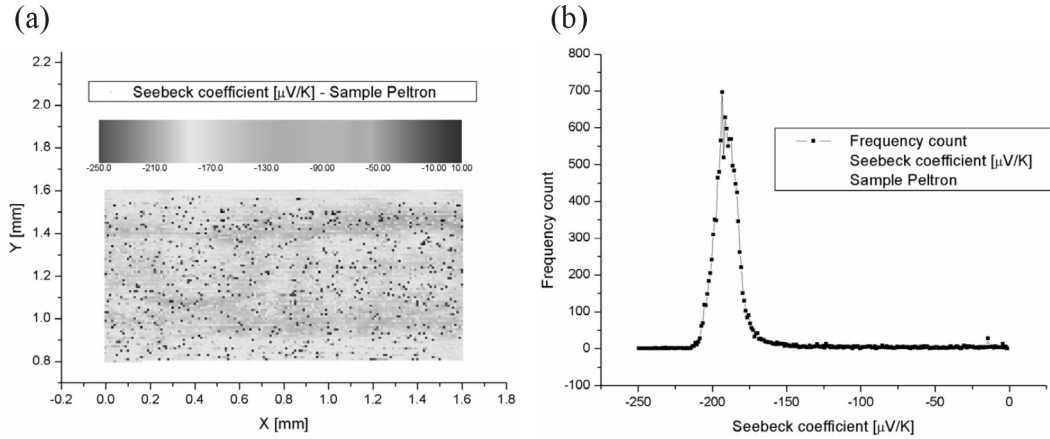 (a)
2.2
2.0
1.8
1.6
1.4
1.2
1.0
0.8
Y [mm]
Seebeck coefficient [µV/K] - Sample Peltron
-250.0 -210.0 -170.0 -130.0 -90.00 -50.00 -10.00 10.00
-0.2 0.0 0.2 0.4 0.6 0.8 1.0 1.2 1.4 1.6 1.8
X [mm]
(b)
800
700
600
500
400
300
200
100
0
-100
Frequency count
Frequency count
Seebeck coefficient [µV/K]
Sample Peltron
-250 -200 -150 -100 -50 0
Seebeck coefficient [µV/K]